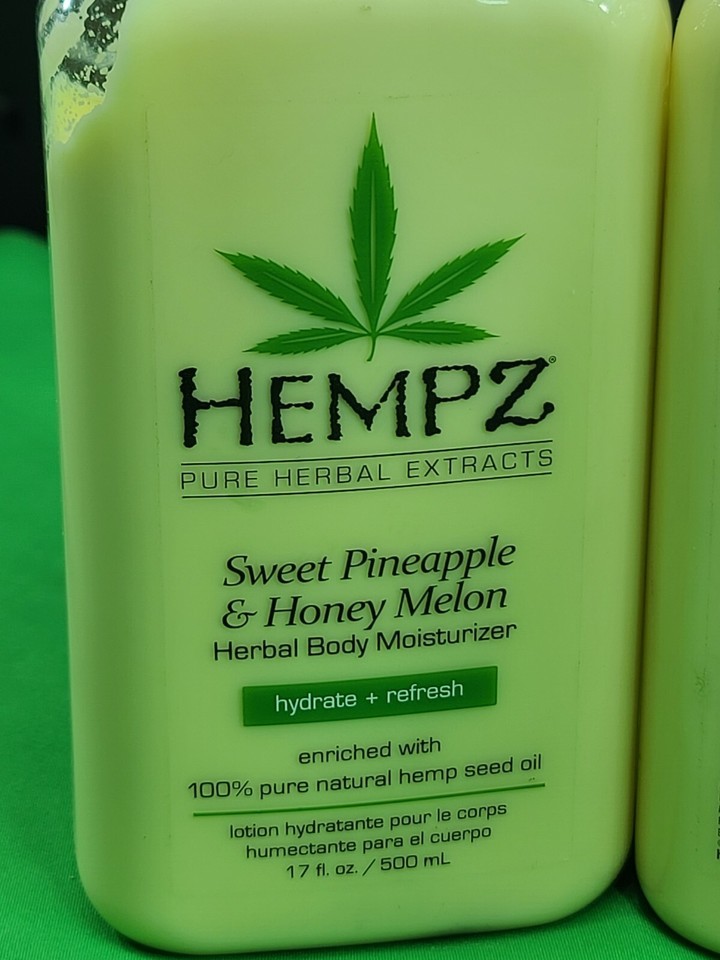 HEMPZ®
PURE HERBAL EXTRACTS
Sweet Pineapple
& Honey Melon
Herbal Body Moisturizer
hydrate + refresh
enriched with
100% pure natural hemp seed oil
lotion hydratante pour le corps
humectante para el cuerpo
17 fl. oz. / 500 mL